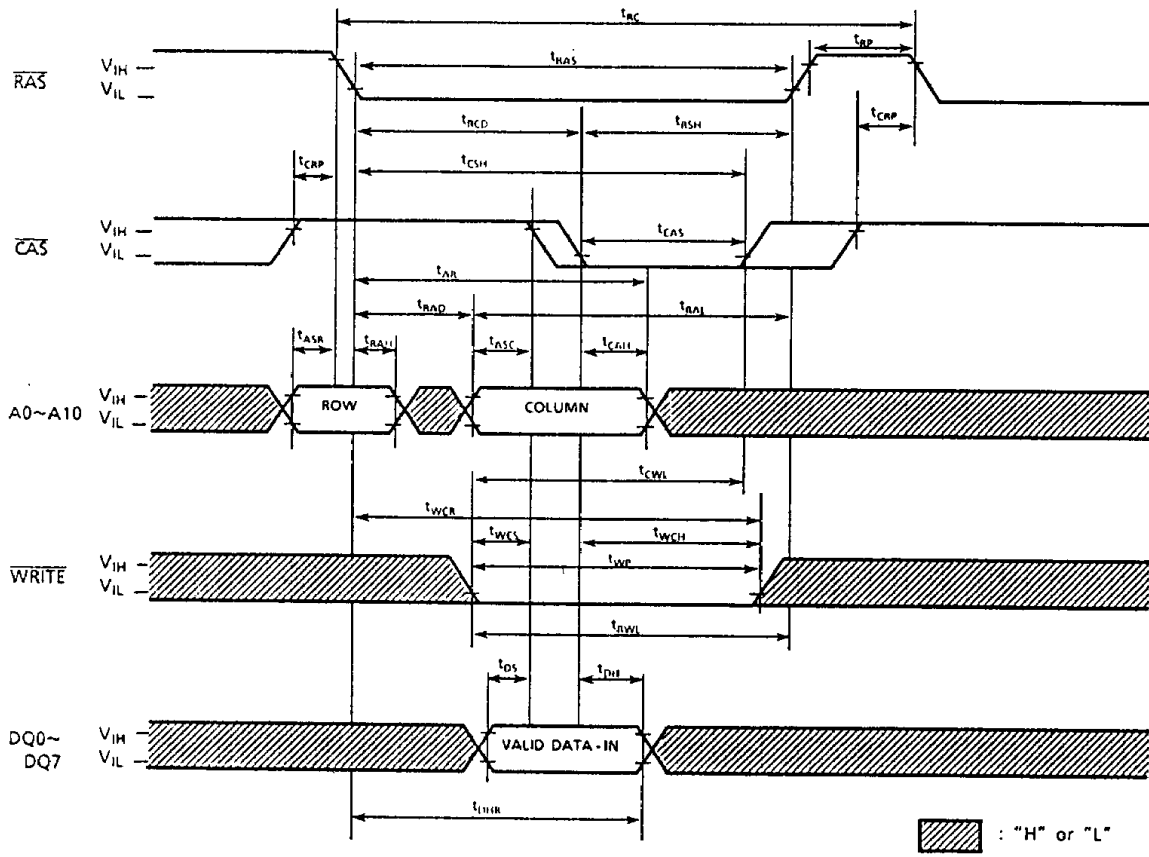 tRC
tRP
tRAS
RAS
VIH
VIL
tRCD
tRSH
tCRP
tCSH
tCRP
CAS
VIH
VIL
tCAS
tAR
tRAD
tRAL
tASR
tRAH
tASC
tCAH
A0~A10
VIH
VIL
ROW
COLUMN
tCWL
tWCR
tWCS
tWCH
WRITE
VIH
VIL
tWP
tRWL
tDS
tDH
DQ0~
DQ7
VIH
VIL
VALID DATA-IN
tDHR
: "H" or "L"